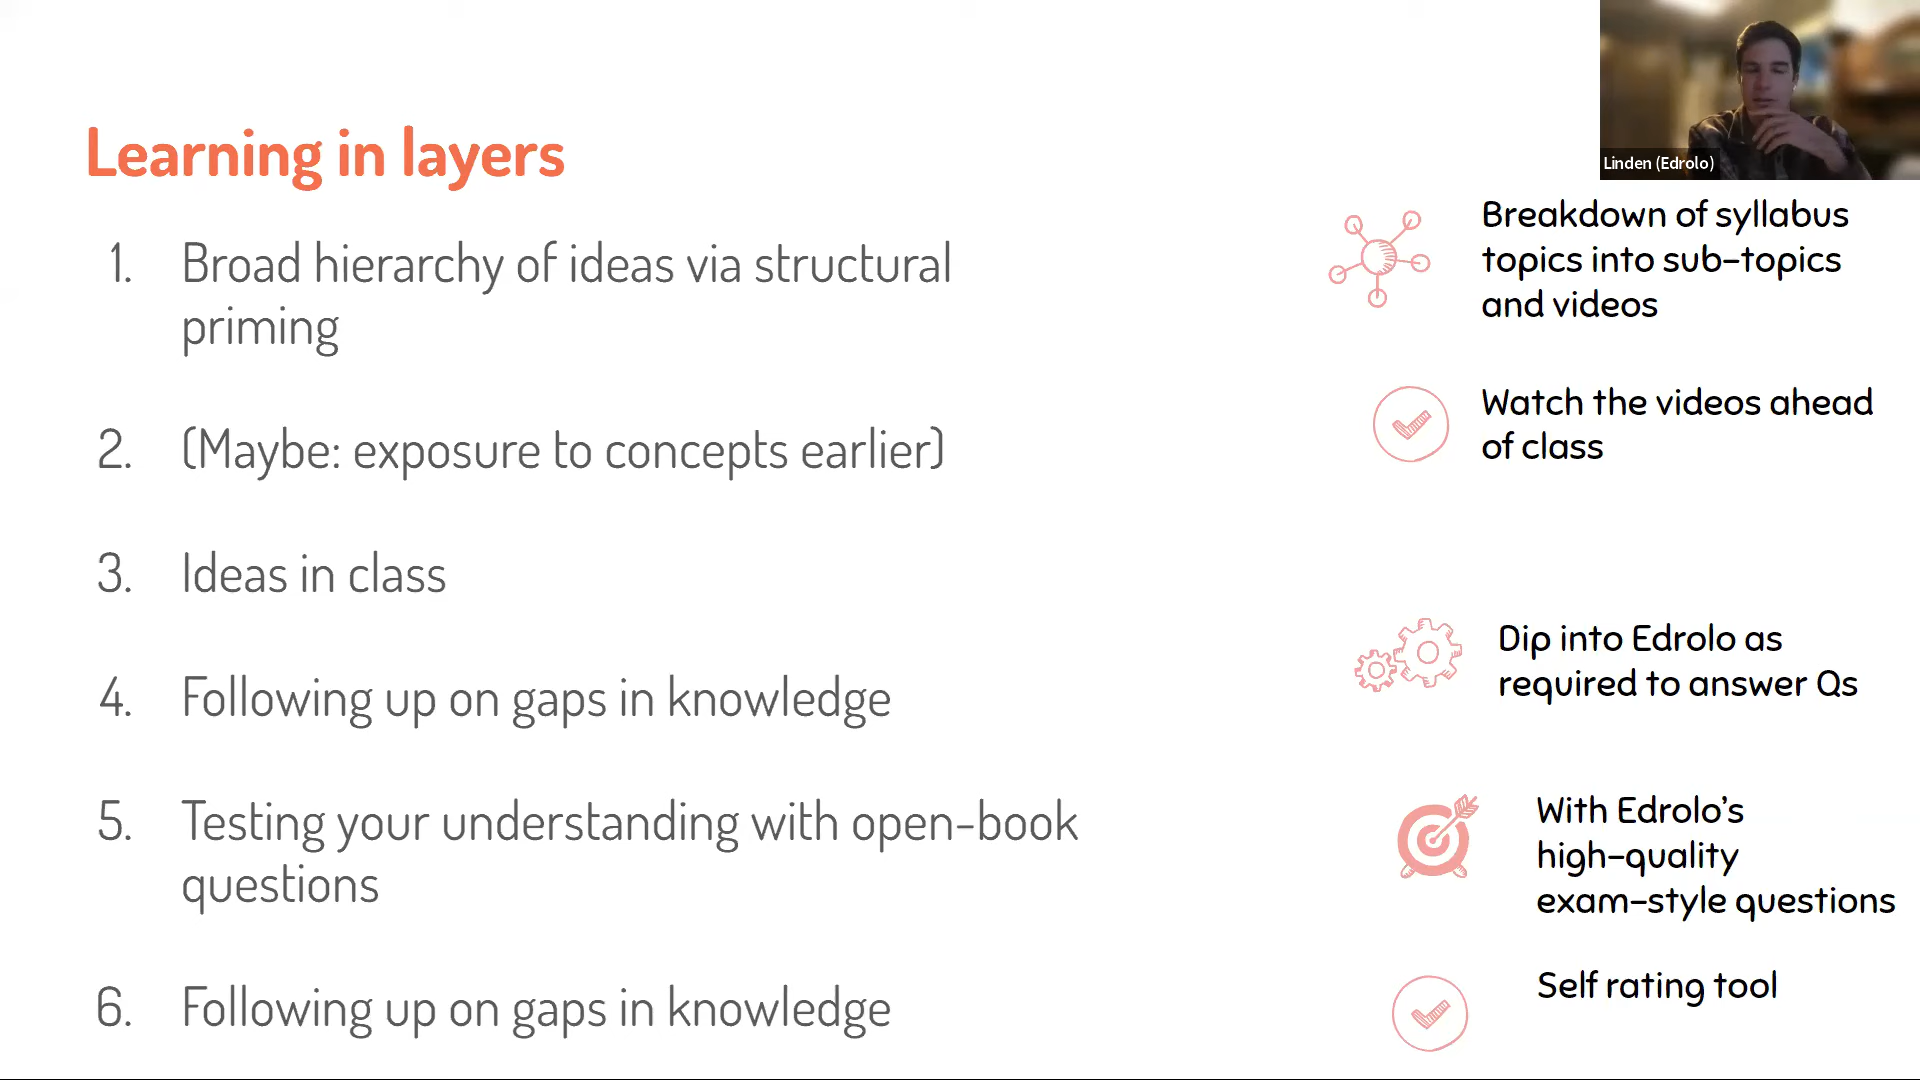 Learning in layers
1. Broad hierarchy of ideas via structural
priming
2. (Maybe: exposure to concepts earlier)
3. Ideas in class
4. Following up on gaps in knowledge
5. Testing your understanding with open-book
questions
6. Following up on gaps in knowledge
Linden (Edrolo)
Breakdown of syllabus
topics into sub-topics
and videos
Watch the videos ahead
of class
Dip into Edrolo as
required to answer Qs
With Edrolo's
high-quality
exam-style questions
Self rating tool